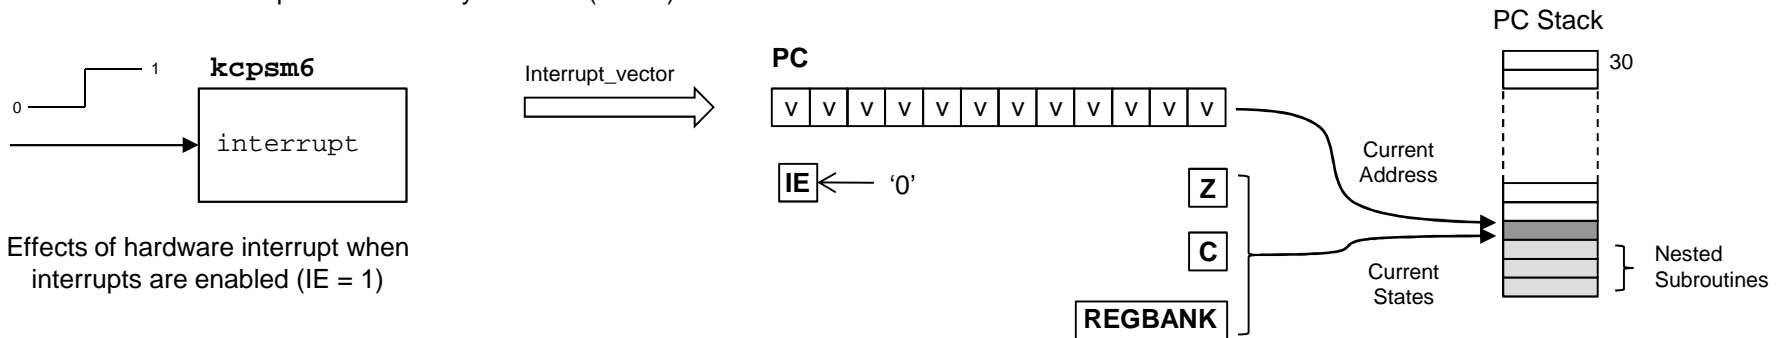 PC Stack
30
kcpsm6
1
0
interrupt
Interrupt_vector
PC
v v v v v v v v v v v v
IE
‘0’
Z
C
REGBANK
Current
Address
Current
States
Nested
Subroutines
Effects of hardware interrupt when
interrupts are enabled (IE = 1)